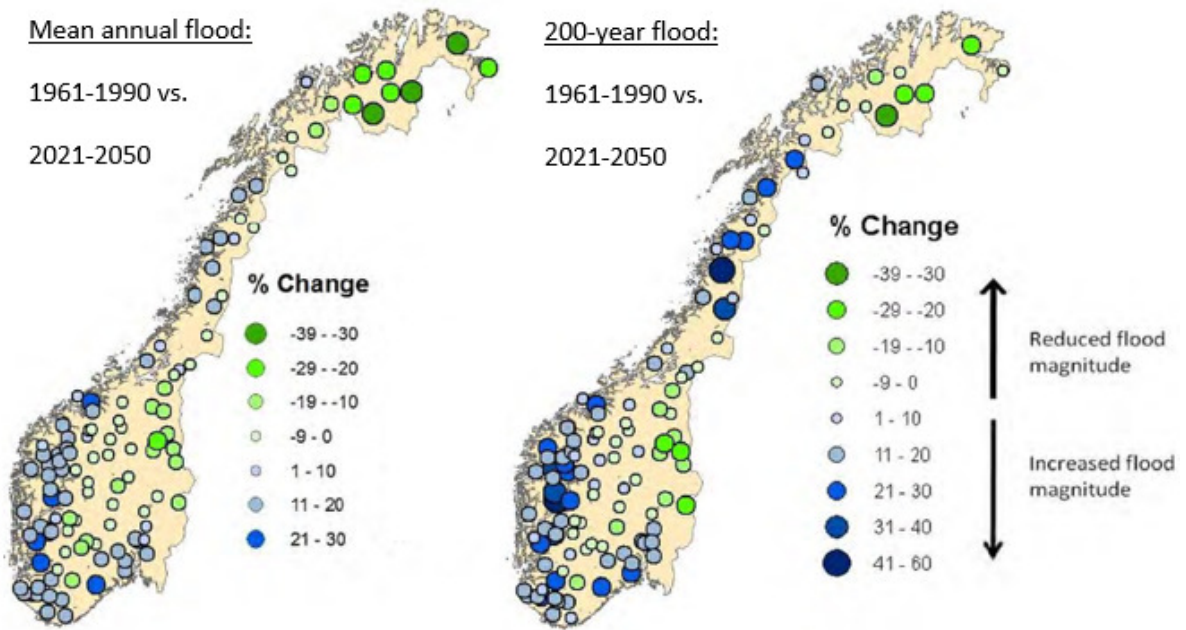 Mean annual flood:
1961-1990 vs.
2021-2050
% Change
-39 - -30
-29 - -20
-19 - -10
-9 - 0
1 - 10
11 - 20
21 - 30
200-year flood:
1961-1990 vs.
2021-2050
% Change
-39 - -30
-29 - -20
-19 - -10
-9 - 0
1 - 10
11 - 20
21 - 30
31 - 40
41 - 60
Reduced flood
magnitude
Increased flood
magnitude